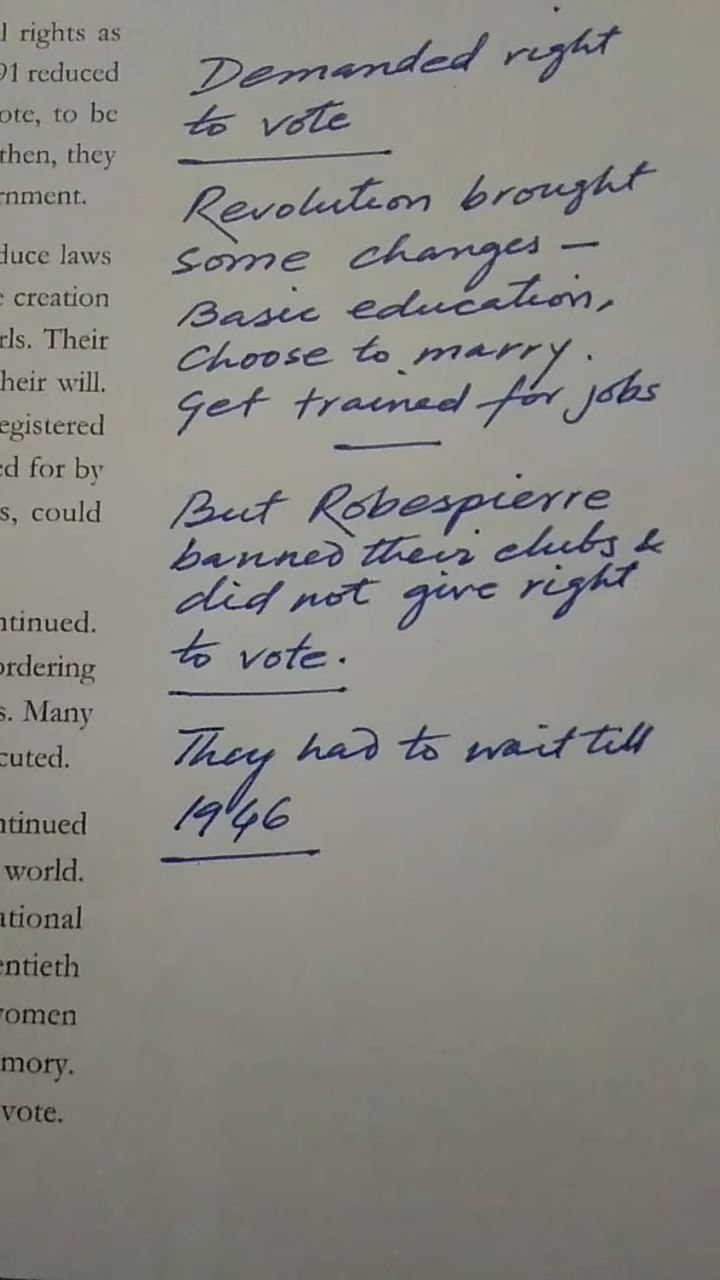 l rights as
91 reduced
ote, to be
then, they
rnment.
duce laws
e creation
rls. Their
heir will.
egistered
ed for by
s, could
ntinued.
ordering
s. Many
cuted.
ntinued
world.
ational
entieth
vomen
mory.
vote.
Demanded right
to vote
Revolution brought
some changes —
Basic education,
Choose to marry.
Get trained for jobs
But Robespierre
banned their clubs &
did not give right
to vote.
They had to wait till
1946